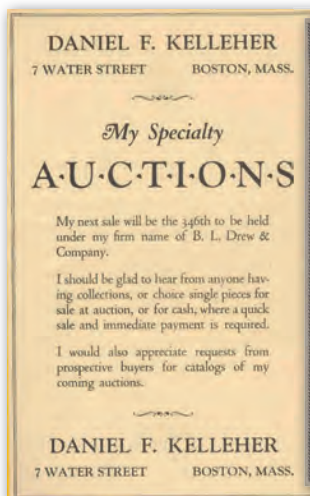 DANIEL F. KELLEHER
7 WATER STREET BOSTON, MASS.
My Specialty
A·U·C·T·I·O·N·S
My next sale will be the 346th to be held
under my firm name of B. L. Drew &
Company.
I should be glad to hear from anyone hav-
ing collections, or choice single pieces for
sale at auction, or for cash, where a quick
sale and immediate payment is required.
I would also appreciate requests from
prospective buyers for catalogs of my
coming auctions.
DANIEL F. KELLEHER
7 WATER STREET BOSTON, MASS.